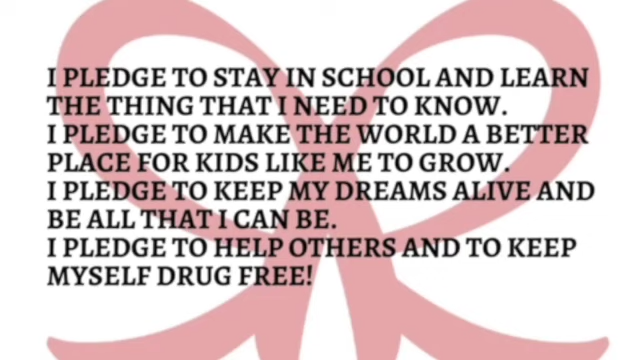 I PLEDGE TO STAY IN SCHOOL AND LEARN
THE THING THAT I NEED TO KNOW.
I PLEDGE TO MAKE THE WORLD A BETTER
PLACE FOR KIDS LIKE ME TO GROW.
I PLEDGE TO KEEP MY DREAMS ALIVE AND
BE ALL THAT I CAN BE.
I PLEDGE TO HELP OTHERS AND TO KEEP
MYSELF DRUG FREE!